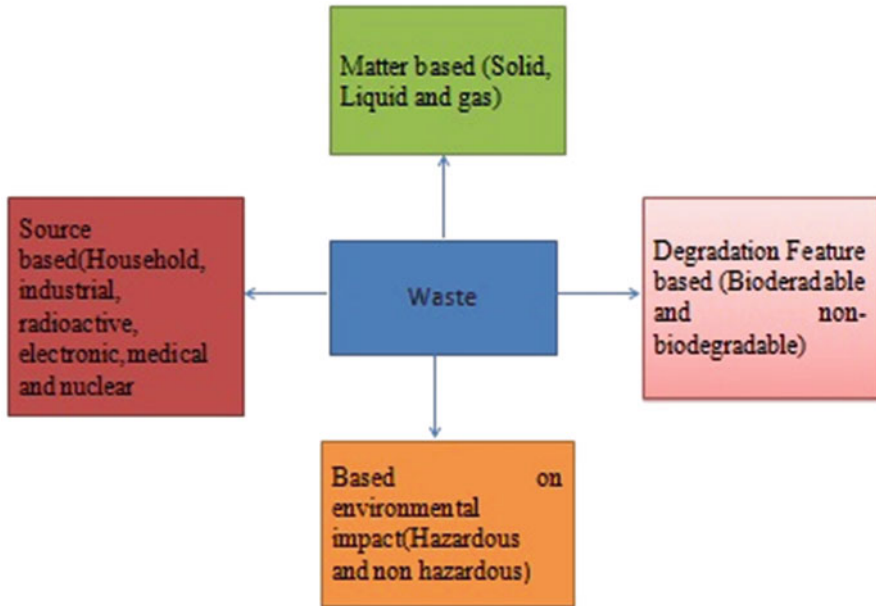 Matter based (Solid,
Liquid and gas)
Source
based(Household,
industrial,
radioactive,
electronic,medical
and nuclear
Waste
Degradation Feature
based (Bioderadable
and non-
biodegradable)
Based on
environmental
impact(Hazardous
and non hazardous)